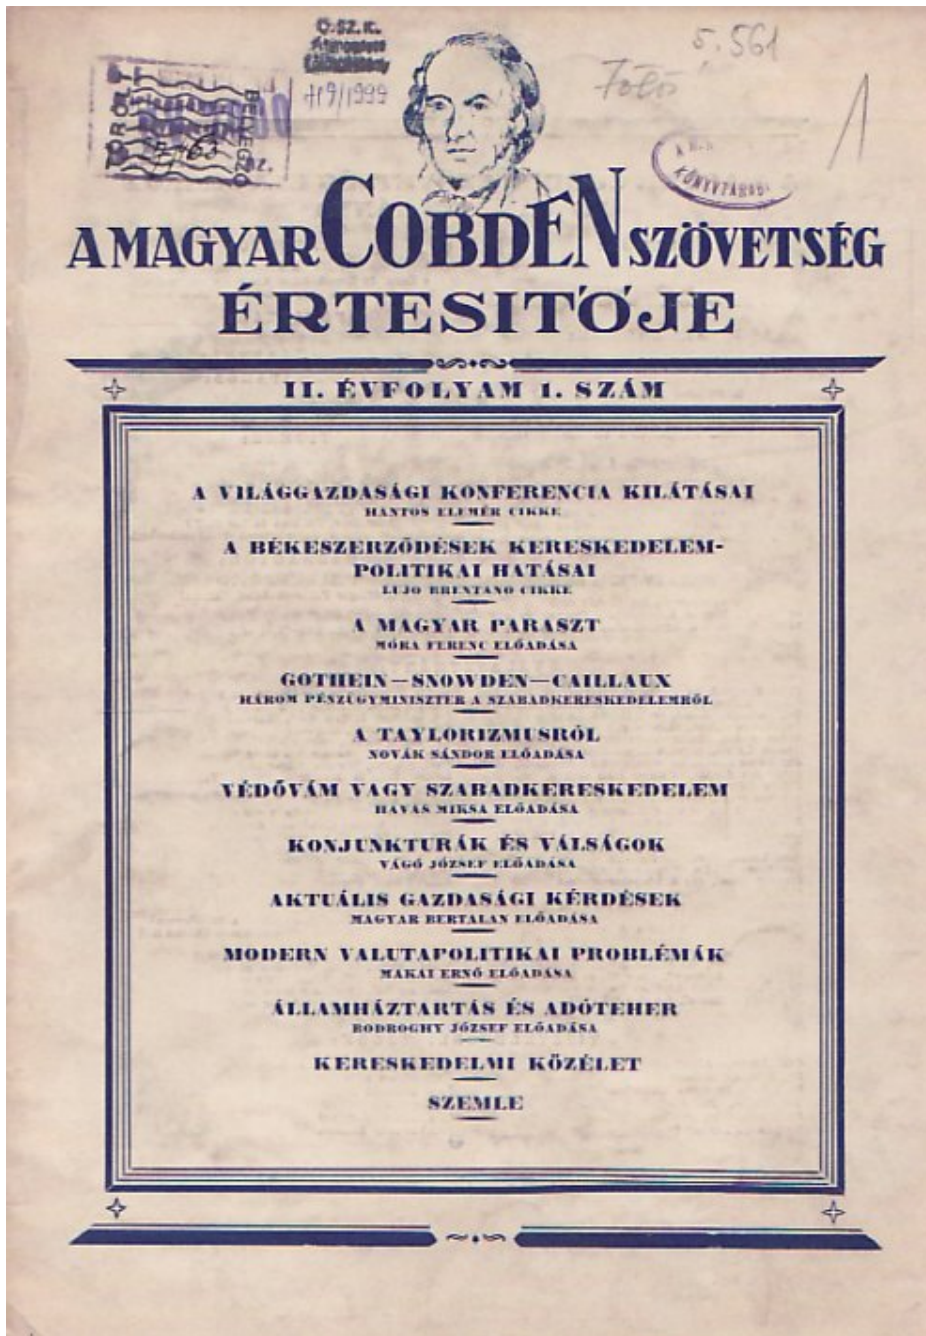 O.SZ.K.
5.561
419/1999
1
BÉLYEGZŐ
KÖNYVTÁRÁBÓL
A MAGYAR COBDEN SZÖVETSÉG
ÉRTESITŐJE
II. ÉVFOLYAM 1. SZÁM
A VILÁGGAZDASÁGI KONFERENCIA KILÁTÁSAI
HANTOS ELEMÉR CIKKE
A BÉKESZERZŐDÉSEK KERESKEDELEM-
POLITIKAI HATÁSAI
LUJO BRENTANO CIKKE
A MAGYAR PARASZT
MÓRA FERENC ELŐADÁSA
GOTHEIN—SNOWDEN—CAILLAUX
HÁROM PÉNZÜGYMINISZTER A SZABADKERESKEDELEMRŐL
A TAYLORIZMUSRÓL
NOVÁK SÁNDOR ELŐADÁSA
VÉDŐVÁM VAGY SZABADKERESKEDELEM
HAVAS MIKSA ELŐADÁSA
KONJUNKTURÁK ÉS VÁLSÁGOK
VÁGÓ JÓZSEF ELŐADÁSA
AKTUÁLIS GAZDASÁGI KÉRDÉSEK
MAGYAR BERTALAN ELŐADÁSA
MODERN VALUTAPOLITIKAI PROBLÉMÁK
MAKAI ERNŐ ELŐADÁSA
ÁLLAMHÁZTARTÁS ÉS ADÓTEHER
BODROGHY JÓZSEF ELŐADÁSA
KERESKEDELMI KÖZÉLET
SZEMLE